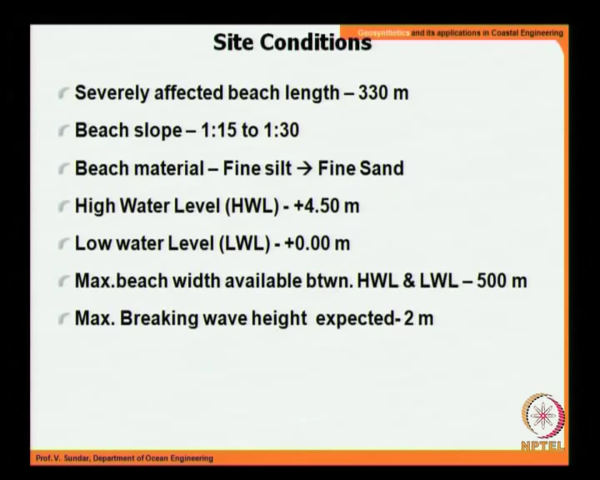 Geosynthetics and its applications in Coastal Engineering
Site Conditions
Severely affected beach length – 330 m
Beach slope – 1:15 to 1:30
Beach material – Fine silt → Fine Sand
High Water Level (HWL) - +4.50 m
Low water Level (LWL) - +0.00 m
Max.beach width available btwn. HWL & LWL – 500 m
Max. Breaking wave height expected- 2 m
NPTEL
Prof. V. Sundar, Department of Ocean Engineering